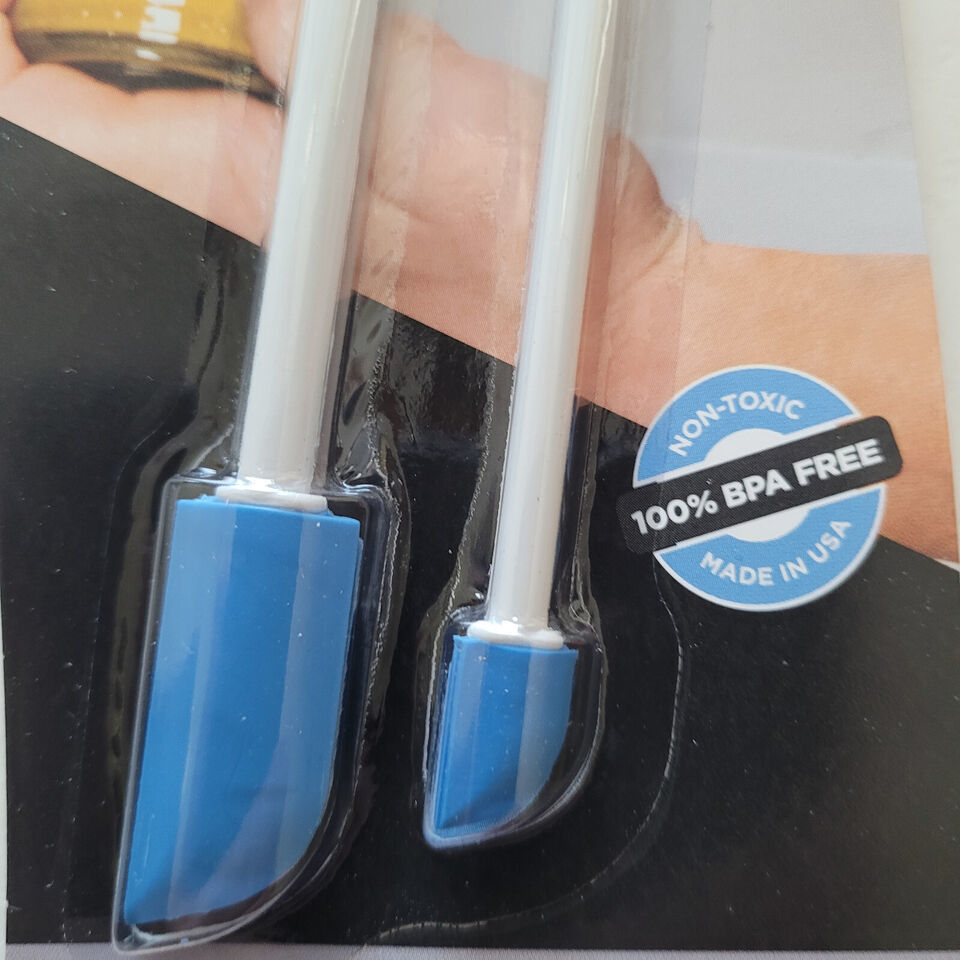 NON-TOXIC
100% BPA FREE
MADE IN USA